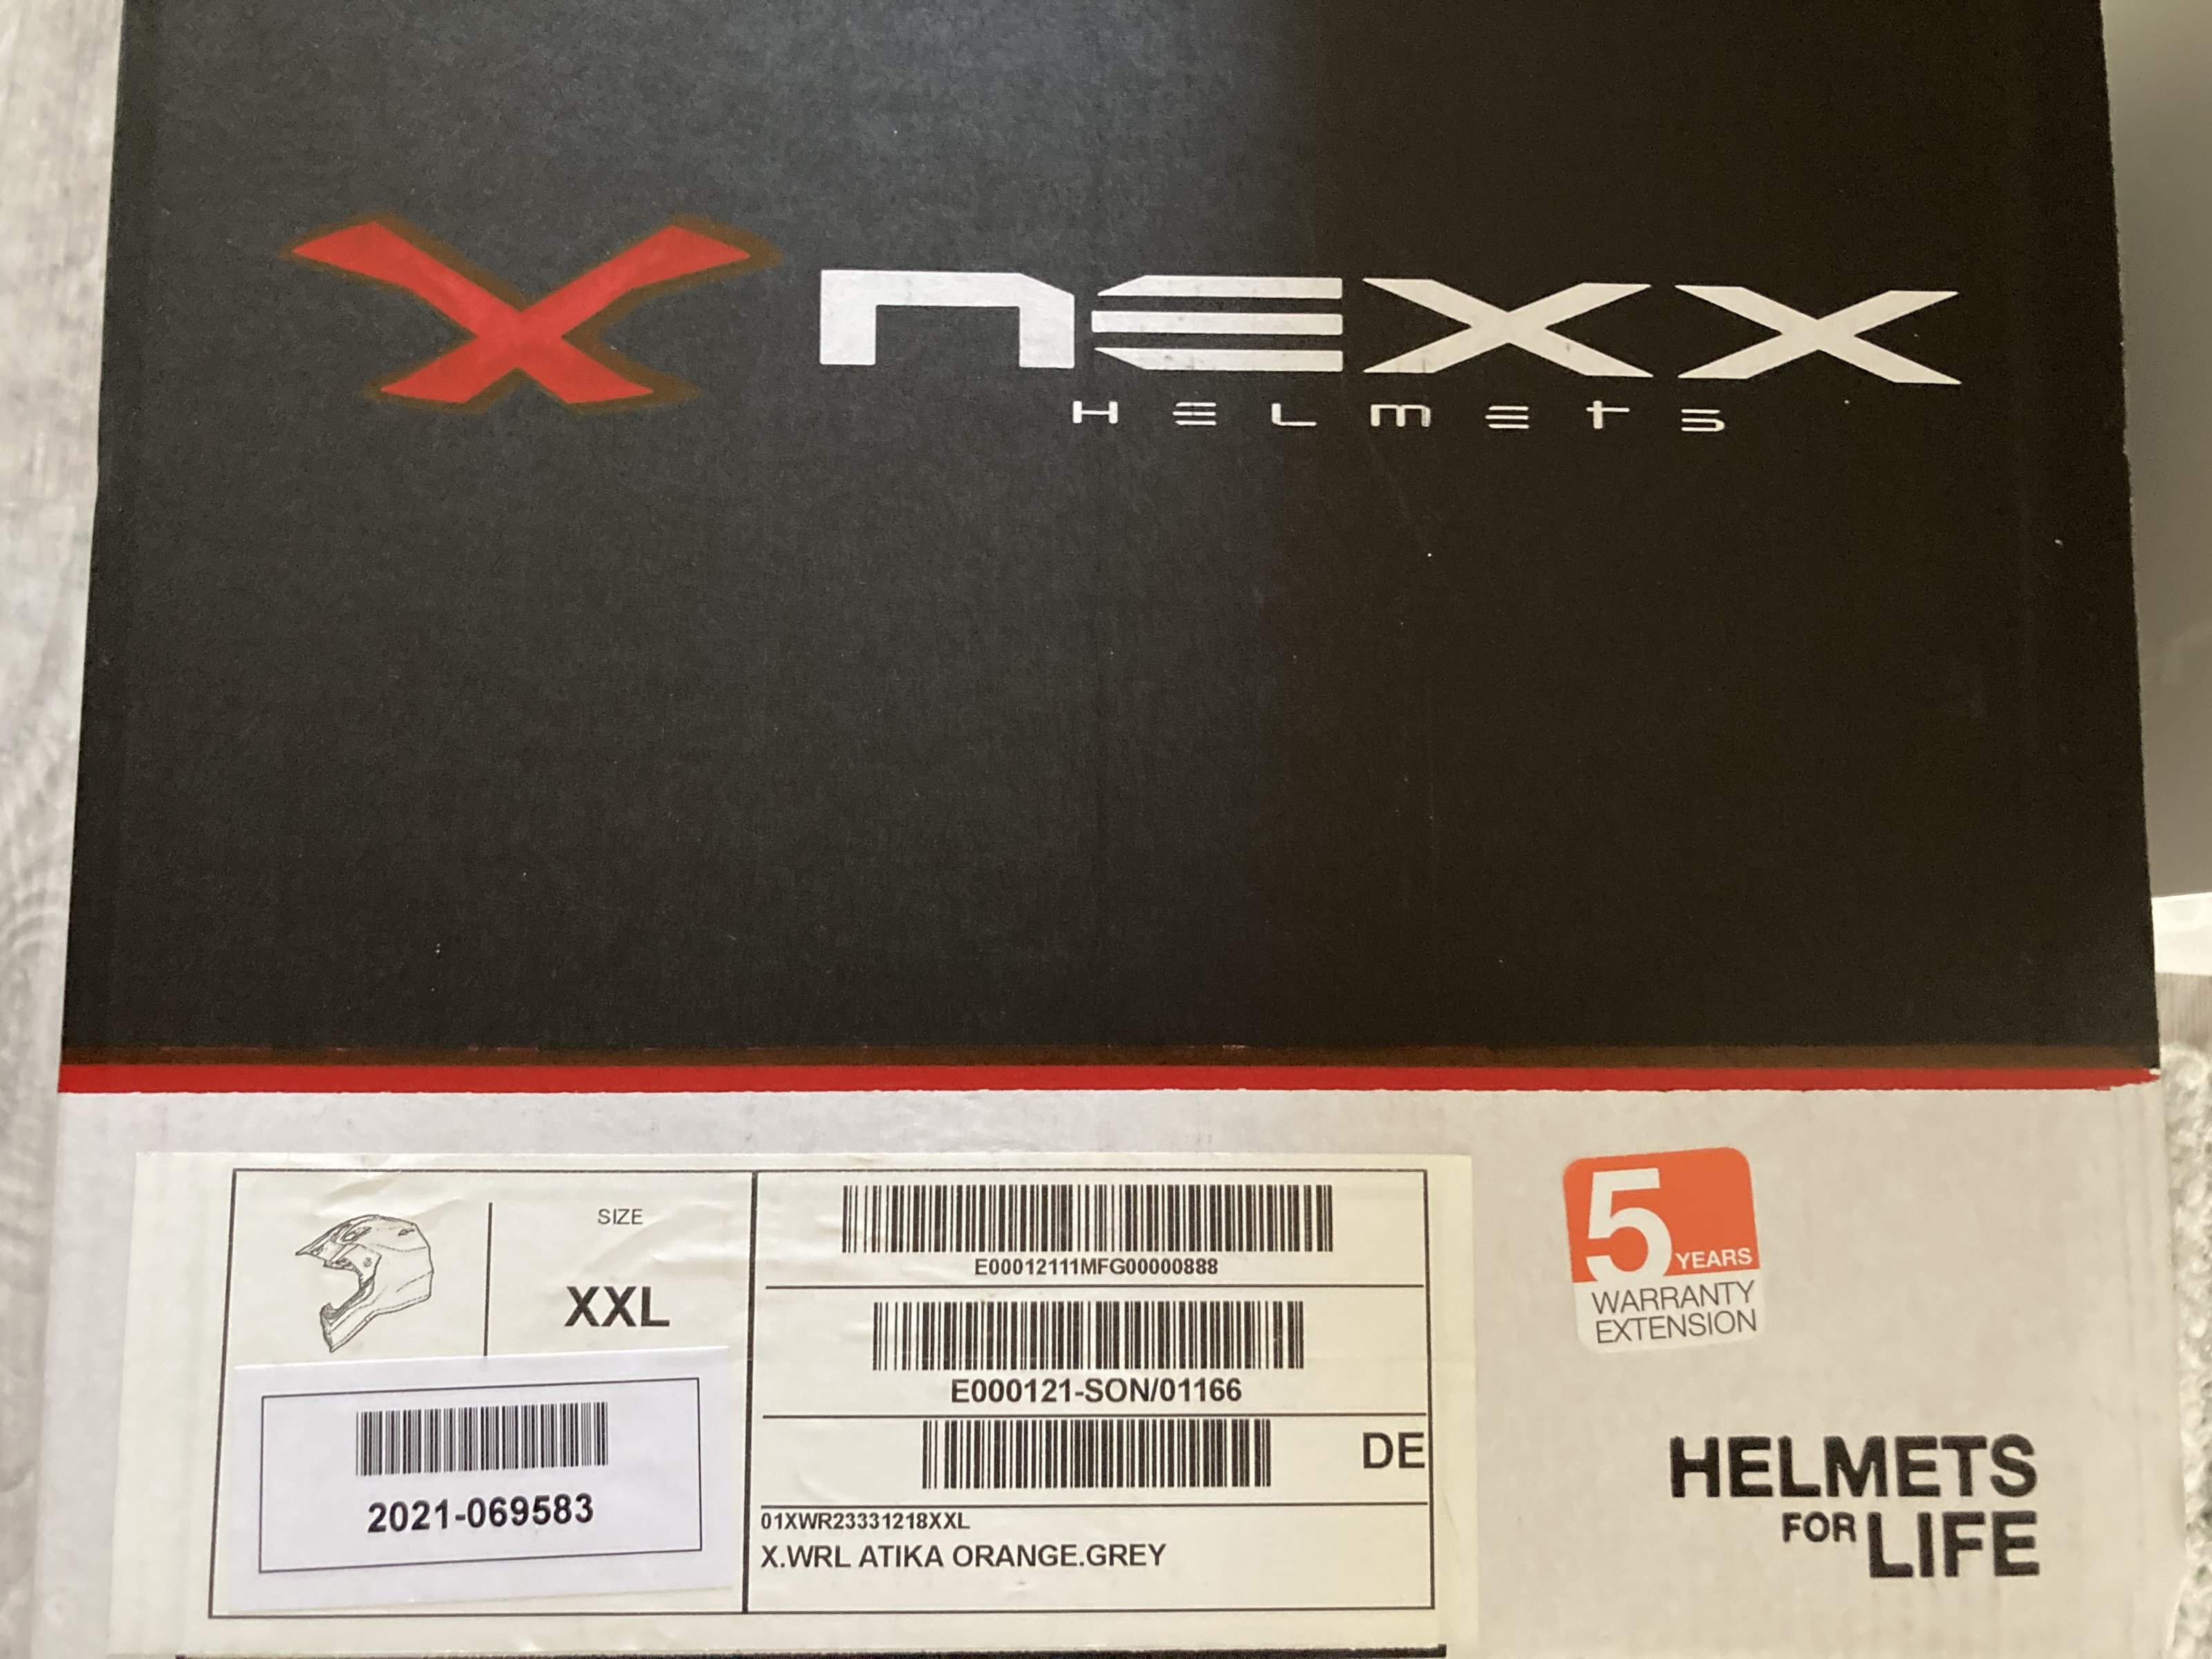 X nexx
HELMETS
SIZE
XXL
2021-069583
E00012111MFG00000888
E000121-SON/01166
DE
01XWR23331218XXL
X.WRL ATIKA ORANGE.GREY
5 YEARS
WARRANTY
EXTENSION
HELMETS
FOR LIFE